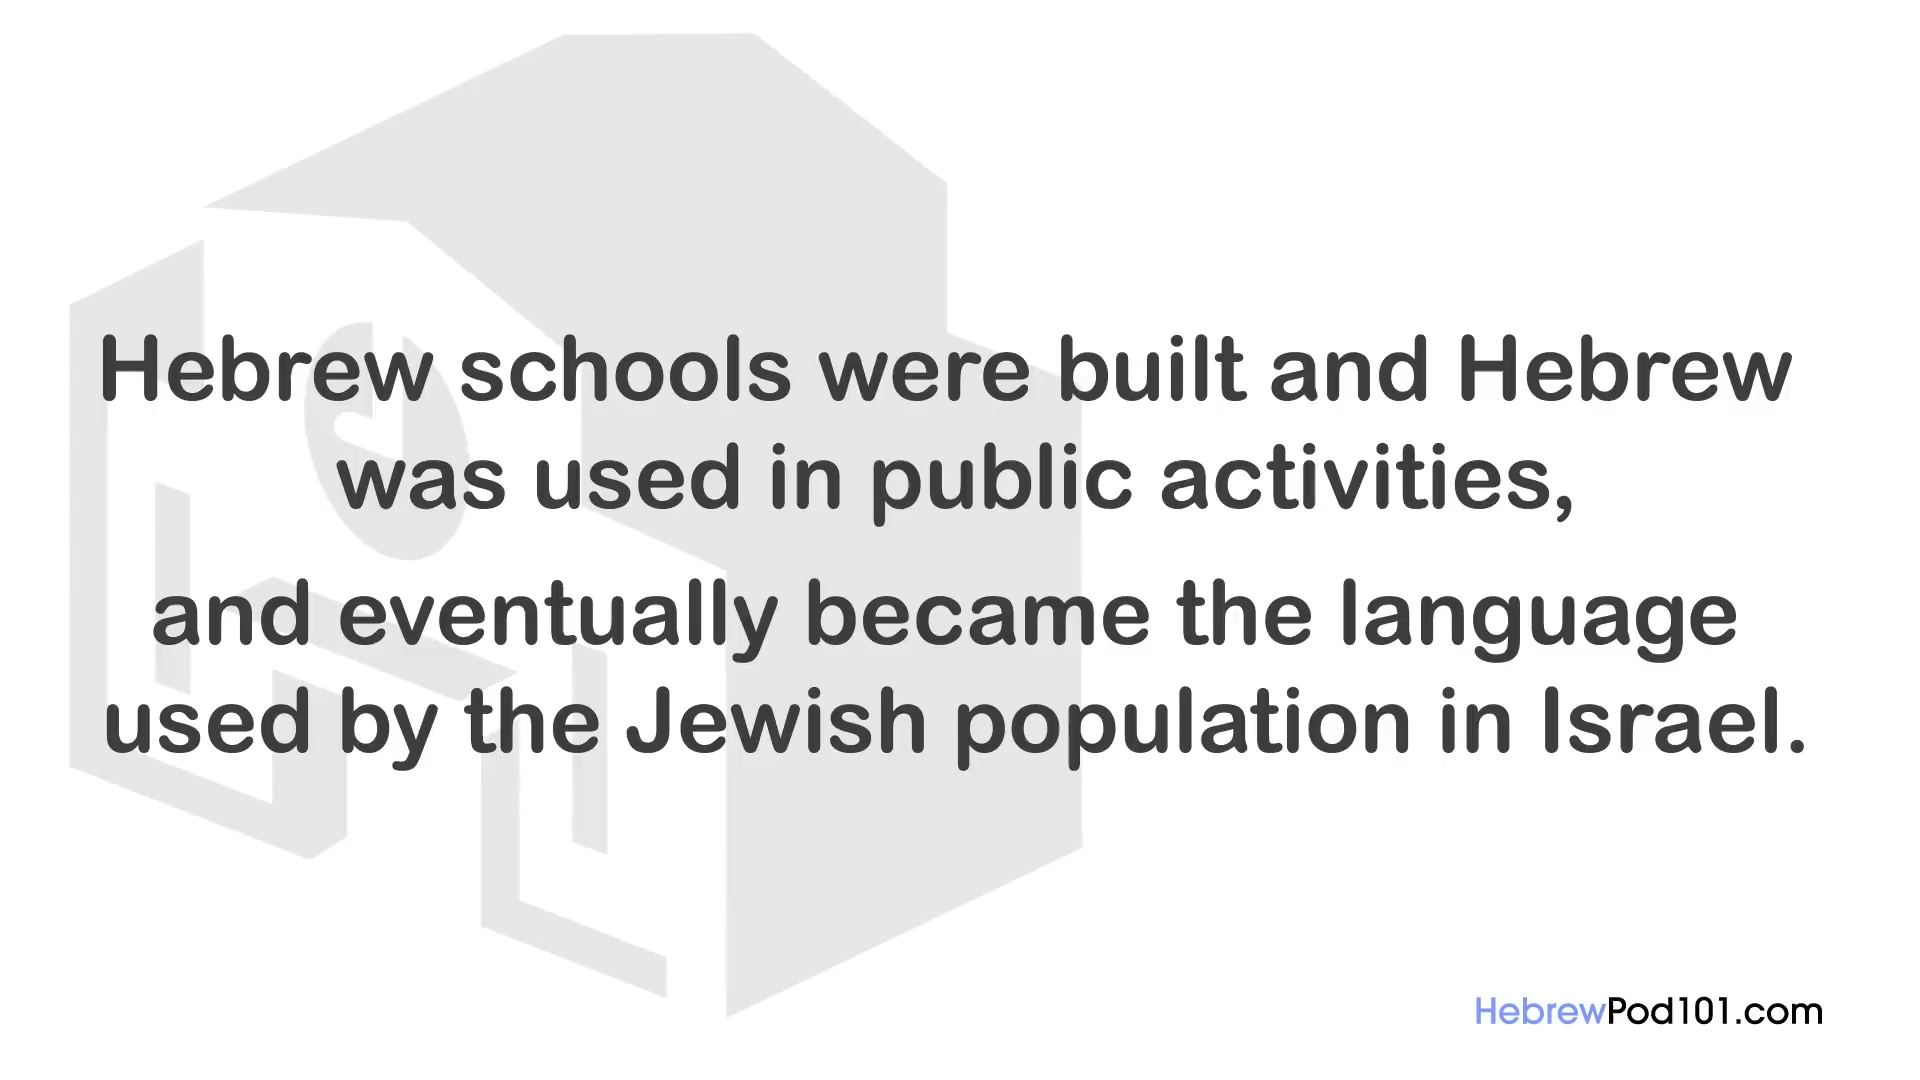 Hebrew schools were built and Hebrew
was used in public activities,
and eventually became the language
used by the Jewish population in Israel.
HebrewPod101.com